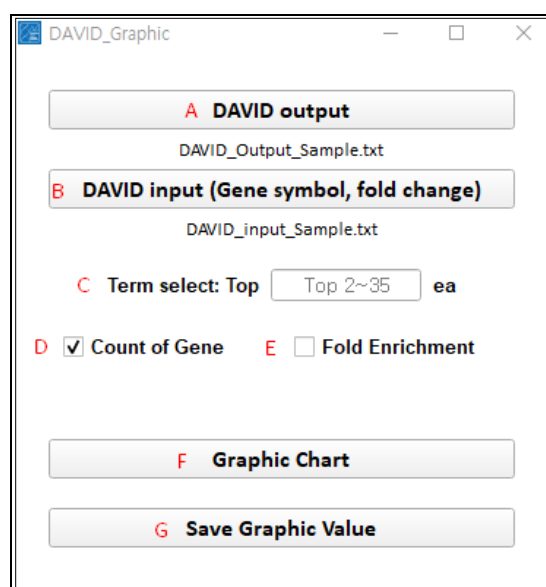 DAVID_Graphic
A DAVID output
DAVID_Output_Sample.txt
B DAVID input (Gene symbol, fold change)
DAVID_input_Sample.txt
C Term select: Top Top 2~35 ea
D Count of Gene E Fold Enrichment
F Graphic Chart
G Save Graphic Value